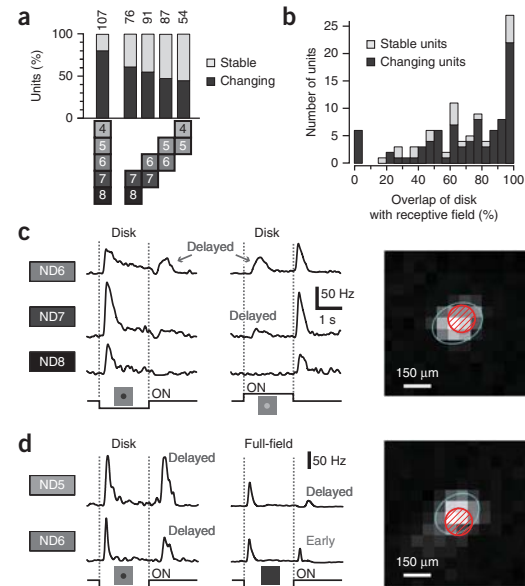 a
107 76 91 87 54
Units (%)
100
50
0
Stable
Changing
4 4
5 5 5
6 6 6
7 7 7
8 8
b
Stable units
Changing units
Number of units
25
20
15
10
5
0
0 20 40 60 80 100
Overlap of disk
with receptive field (%)
c
Disk Disk
Delayed
ND6
ND7
Delayed
50 Hz
1 s
ND8
ON
ON
150 µm
d
Disk Full-field
ND5
Delayed
50 Hz
Delayed
ND6
Delayed
Early
ON
ON
150 µm